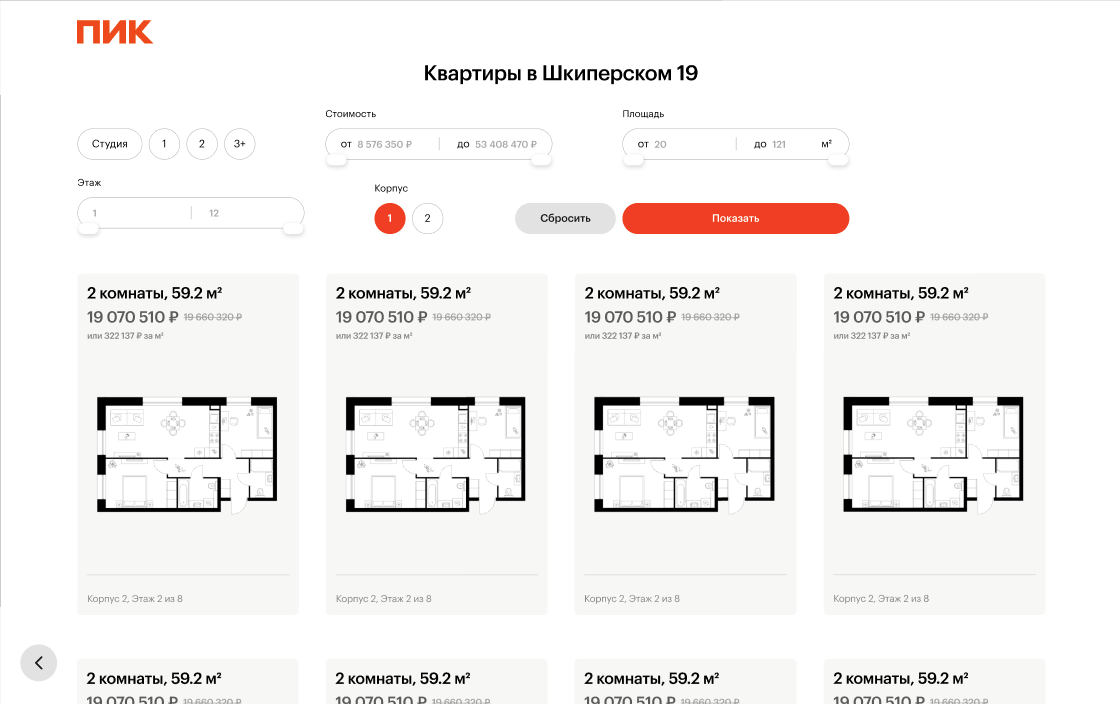 ПИК
Квартиры в Шкиперском 19
Стоимость
Площадь
Студия 1 2 3+
от 8 576 350 ₽ до 53 408 470 ₽
от 20 до 121 м²
Этаж
Корпус
1 12
1 2
Сбросить
Показать
2 комнаты, 59.2 м² 2 комнаты, 59.2 м² 2 комнаты, 59.2 м² 2 комнаты, 59.2 м²
19 070 510 ₽ 19 660 320 ₽ 19 070 510 ₽ 19 660 320 ₽ 19 070 510 ₽ 19 660 320 ₽ 19 070 510 ₽ 19 660 320 ₽
или 322 137 ₽ за м² или 322 137 ₽ за м² или 322 137 ₽ за м² или 322 137 ₽ за м²
Корпус 2, Этаж 2 из 8 Корпус 2, Этаж 2 из 8 Корпус 2, Этаж 2 из 8 Корпус 2, Этаж 2 из 8
2 комнаты, 59.2 м² 2 комнаты, 59.2 м² 2 комнаты, 59.2 м² 2 комнаты, 59.2 м²
19 070 510 ₽ 19 660 320 ₽ 19 070 510 ₽ 19 660 320 ₽ 19 070 510 ₽ 19 660 320 ₽ 19 070 510 ₽ 19 660 320 ₽